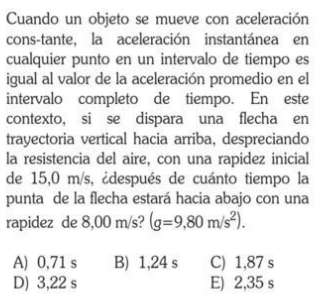 Cuando un objeto se mueve con aceleración
cons-tante, la aceleración instantánea en
cualquier punto en un intervalo de tiempo es
igual al valor de la aceleración promedio en el
intervalo completo de tiempo. En este
contexto, si se dispara una flecha en
trayectoria vertical hacia arriba, despreciando
la resistencia del aire, con una rapidez inicial
de 15,0 m/s, ¿después de cuánto tiempo la
punta de la flecha estará hacia abajo con una
rapidez de 8,00 m/s? (g=9,80 m/s²).
A) 0,71 s B) 1,24 s C) 1,87 s
D) 3,22 s E) 2,35 s